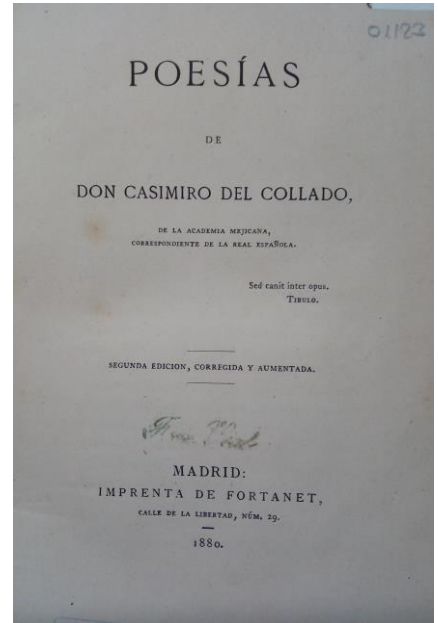 01123
POESÍAS
DE
DON CASIMIRO DEL COLLADO,
DE LA ACADEMIA MEJICANA,
CORRESPONDIENTE DE LA REAL ESPAÑOLA.
Sed canit inter opus.
TIBULO.
SEGUNDA EDICION, CORREGIDA Y AUMENTADA.
MADRID:
IMPRENTA DE FORTANET,
CALLE DE LA LIBERTAD, NÚM. 29.
1880.